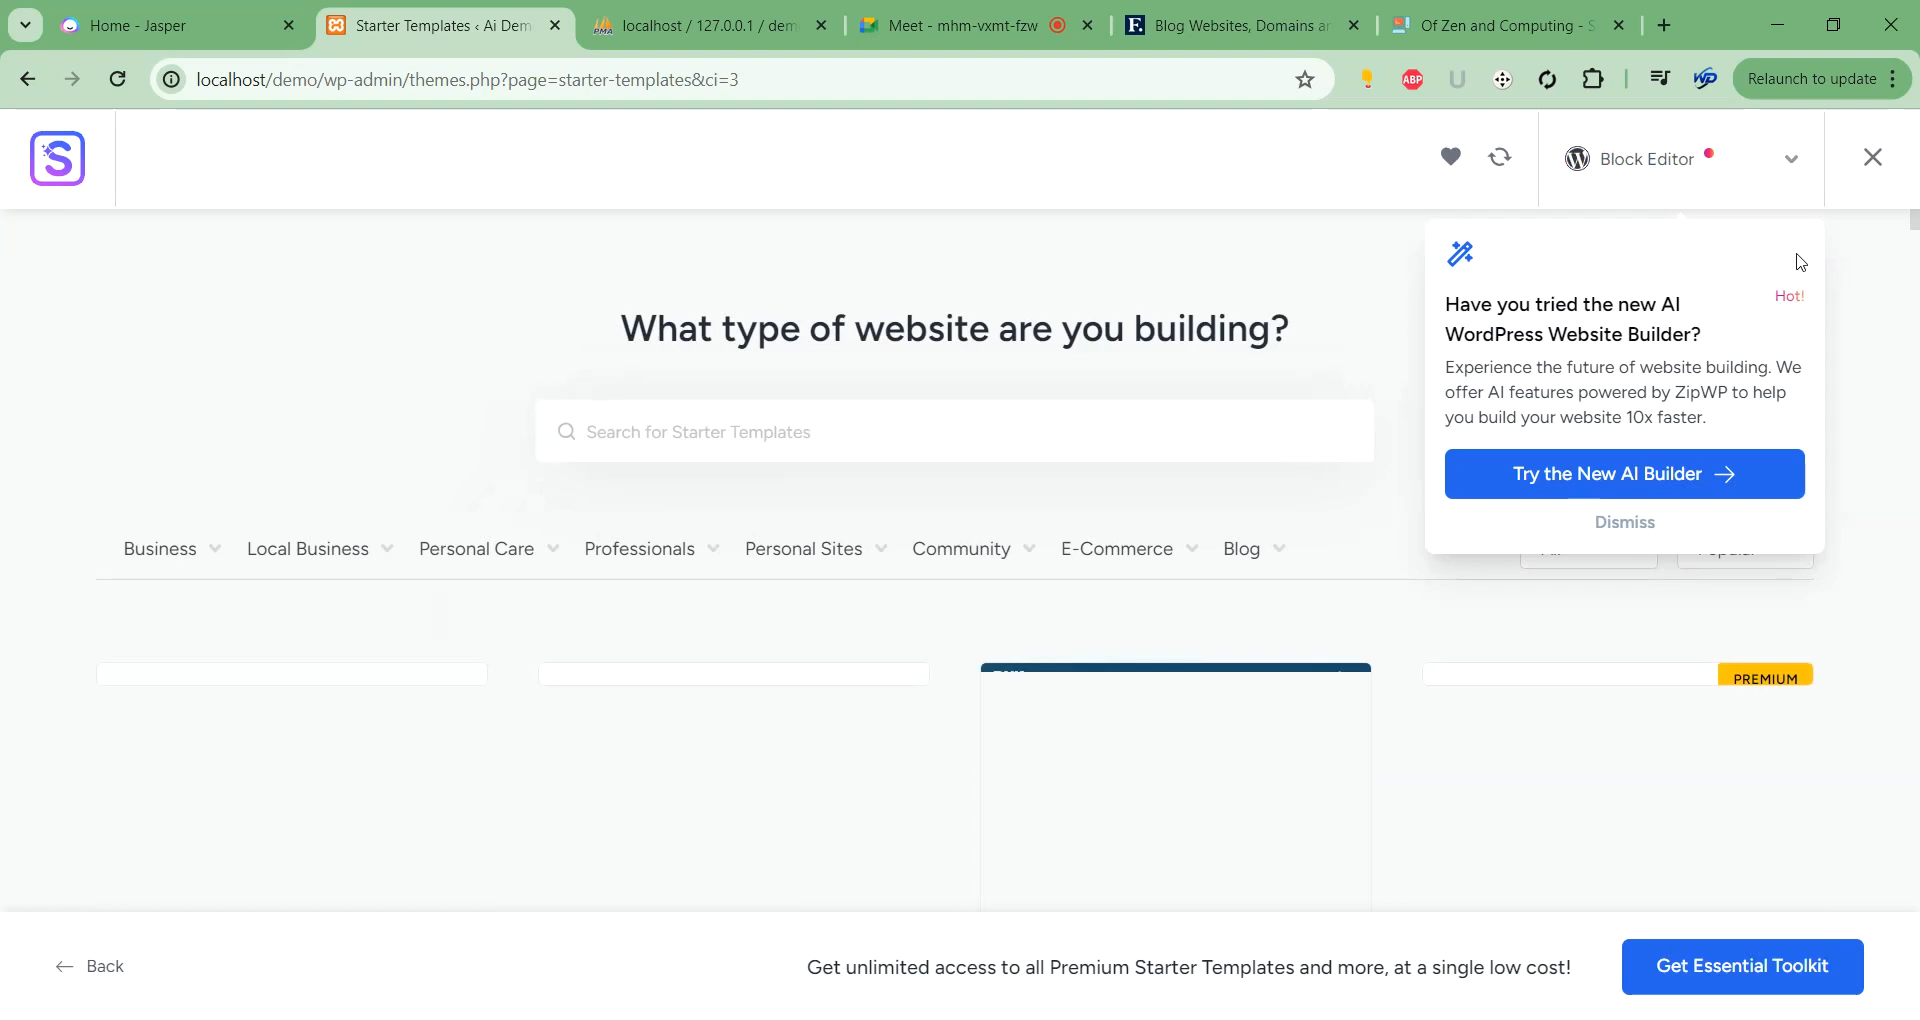 Home - Jasper
Starter Templates ‹ Ai Dem
localhost / 127.0.0.1 / dem
Meet - mhm-vxmt-fzw
Blog Websites, Domains ar
Of Zen and Computing - S
localhost/demo/wp-admin/themes.php?page=starter-templates&ci=3
ABP
Relaunch to update
S
Block Editor
Have you tried the new AI
WordPress Website Builder?
Hot!
Experience the future of website building. We
offer AI features powered by ZipWP to help
you build your website 10x faster.
Try the New AI Builder
Dismiss
What type of website are you building?
Search for Starter Templates
Business
Local Business
Personal Care
Professionals
Personal Sites
Community
E-Commerce
Blog
PREMIUM
Back
Get unlimited access to all Premium Starter Templates and more, at a single low cost!
Get Essential Toolkit